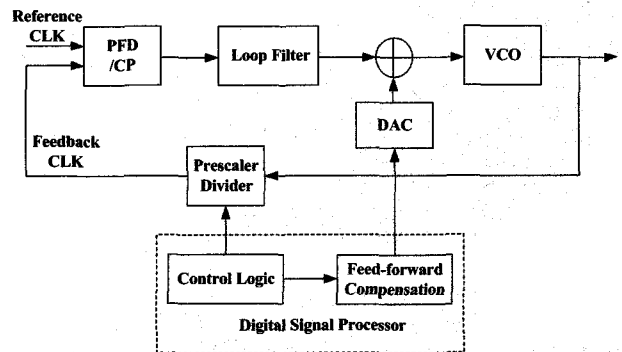 Reference
CLK
PFD
/CP
Loop Filter
VCO
DAC
Feedback
CLK
Prescaler
Divider
Control Logic
Feed-forward
Compensation
Digital Signal Processor